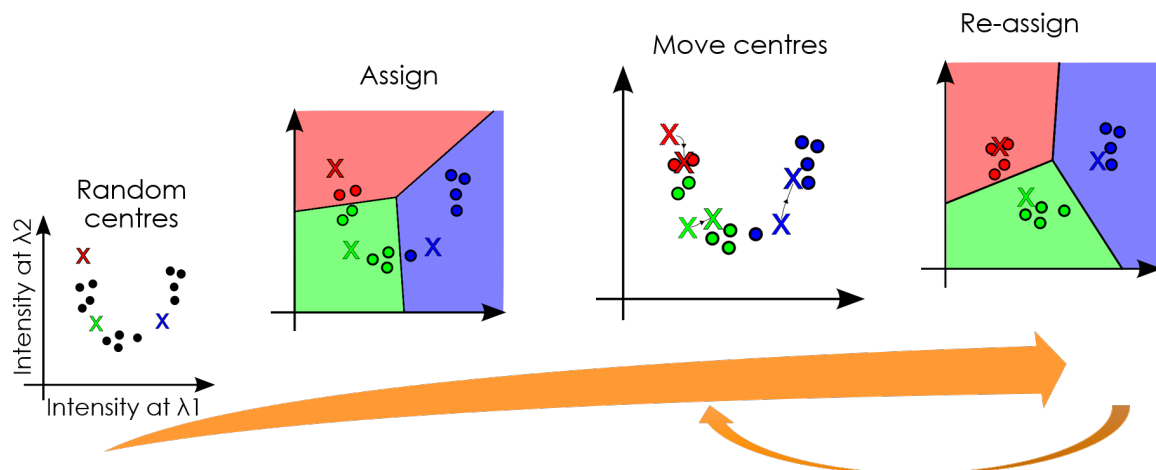 Random
centres
Assign
Move centres
Re-assign
Intensity at λ2
Intensity at λ1